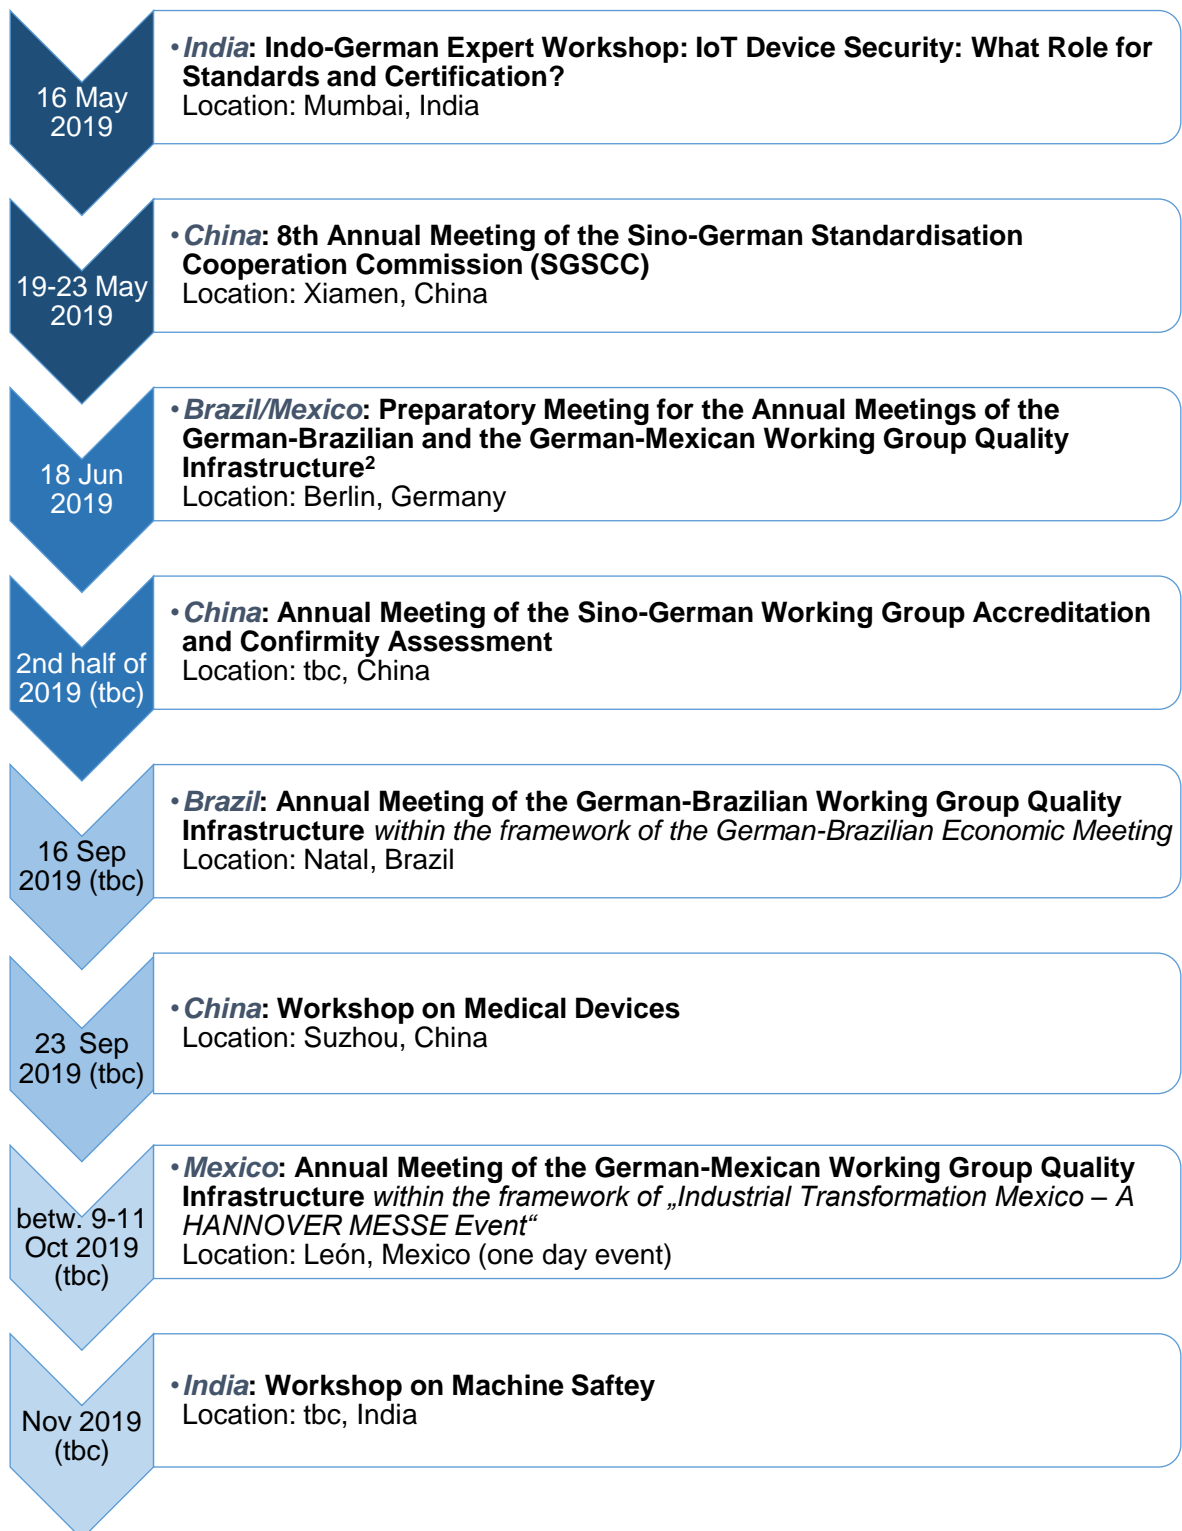 16 May
2019
• India: Indo-German Expert Workshop: IoT Device Security: What Role for
Standards and Certification?
Location: Mumbai, India
19-23 May
2019
• China: 8th Annual Meeting of the Sino-German Standardisation
Cooperation Commission (SGSCC)
Location: Xiamen, China
18 Jun
2019
• Brazil/Mexico: Preparatory Meeting for the Annual Meetings of the
German-Brazilian and the German-Mexican Working Group Quality
Infrastructure²
Location: Berlin, Germany
2nd half of
2019 (tbc)
• China: Annual Meeting of the Sino-German Working Group Accreditation
and Confirmity Assessment
Location: tbc, China
16 Sep
2019 (tbc)
• Brazil: Annual Meeting of the German-Brazilian Working Group Quality
Infrastructure within the framework of the German-Brazilian Economic Meeting
Location: Natal, Brazil
23 Sep
2019 (tbc)
• China: Workshop on Medical Devices
Location: Suzhou, China
betw. 9-11
Oct 2019
(tbc)
• Mexico: Annual Meeting of the German-Mexican Working Group Quality
Infrastructure within the framework of „Industrial Transformation Mexico – A
HANNOVER MESSE Event“
Location: León, Mexico (one day event)
Nov 2019
(tbc)
• India: Workshop on Machine Saftey
Location: tbc, India